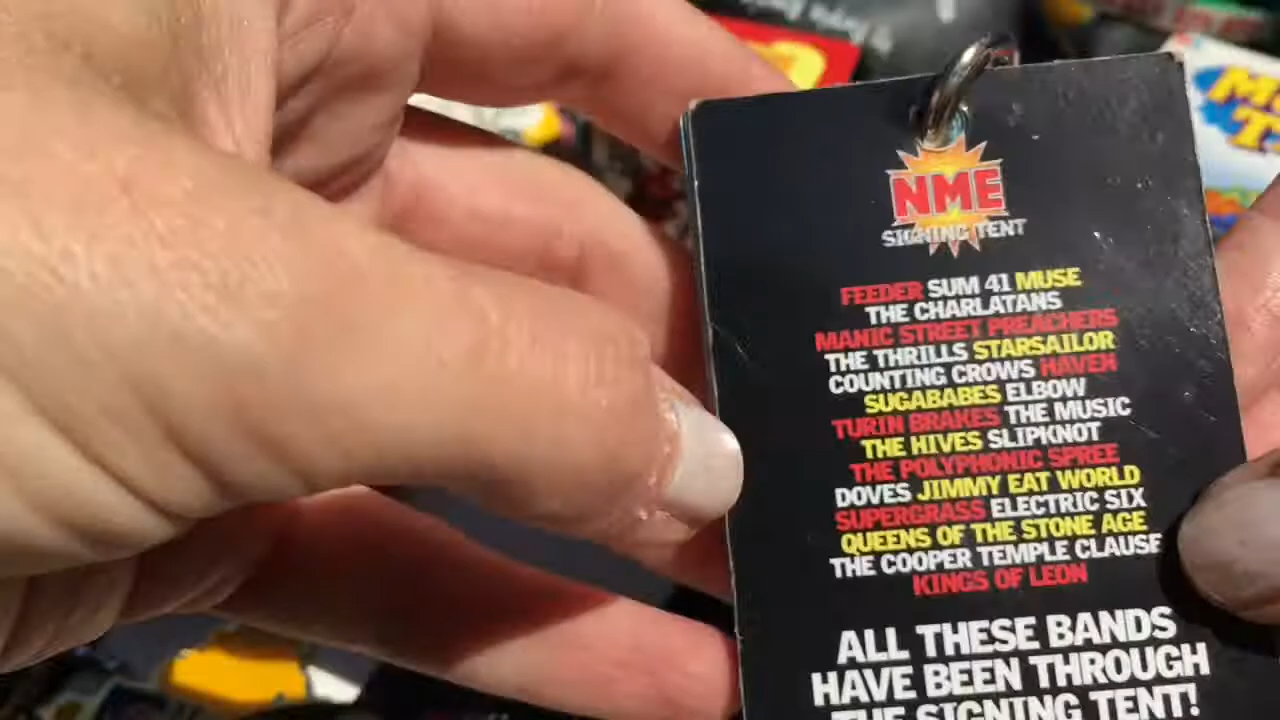 NME
SIGNING TENT
FEEDER SUM 41 MUSE
THE CHARLATANS
MANIC STREET PREACHERS
THE THRILLS STARSAILOR
COUNTING CROWS HAVEN
SUGABABES ELBOW
TURIN BRAKES THE MUSIC
THE HIVES SLIPKNOT
THE POLYPHONIC SPREE
DOVES JIMMY EAT WORLD
SUPERGRASS ELECTRIC SIX
QUEENS OF THE STONE AGE
THE COOPER TEMPLE CLAUSE
KINGS OF LEON
ALL THESE BANDS
HAVE BEEN THROUGH
THE SIGNING TENT!